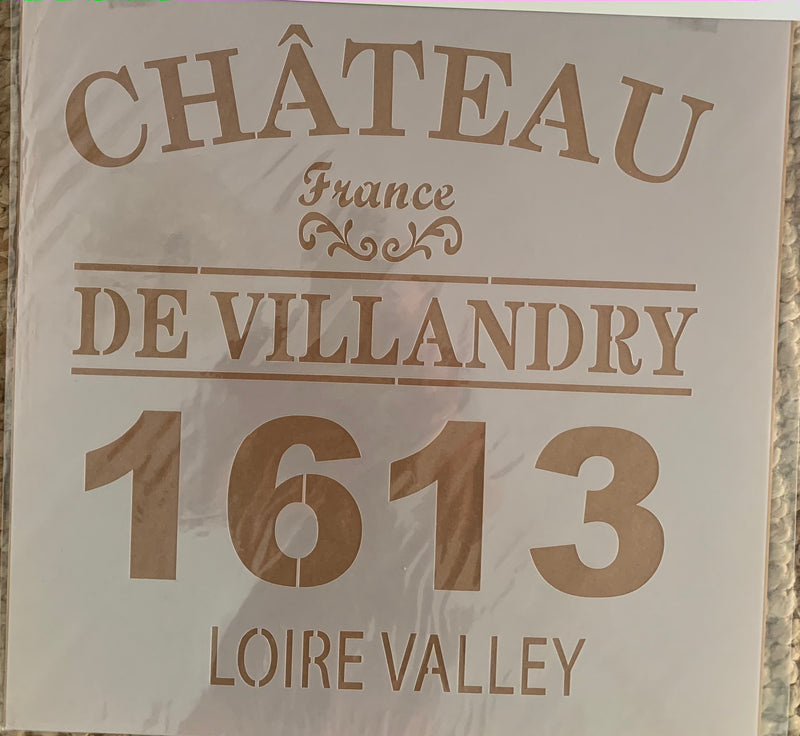 CHÂTEAU
France
DE VILLANDRY
1613
LOIRE VALLEY